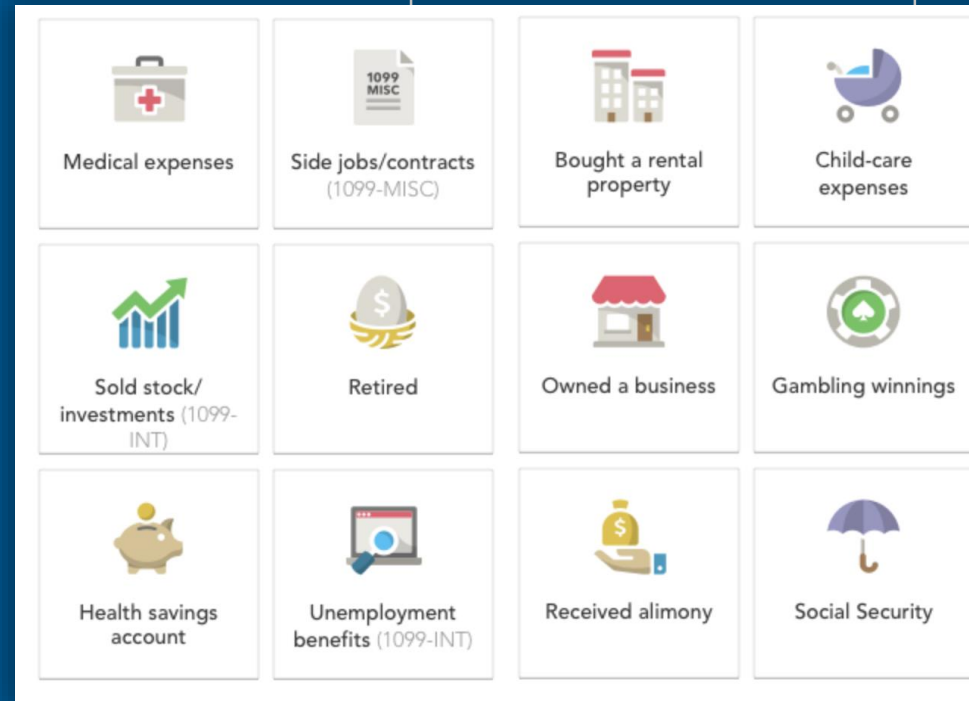 1099
MISC
Medical expenses
Side jobs/contracts
(1099-MISC)
Bought a rental
property
Child-care
expenses
Sold stock/
investments (1099-
INT)
$
Retired
Owned a business
Gambling winnings
Health savings
account
Unemployment
benefits (1099-INT)
$
Received alimony
Social Security